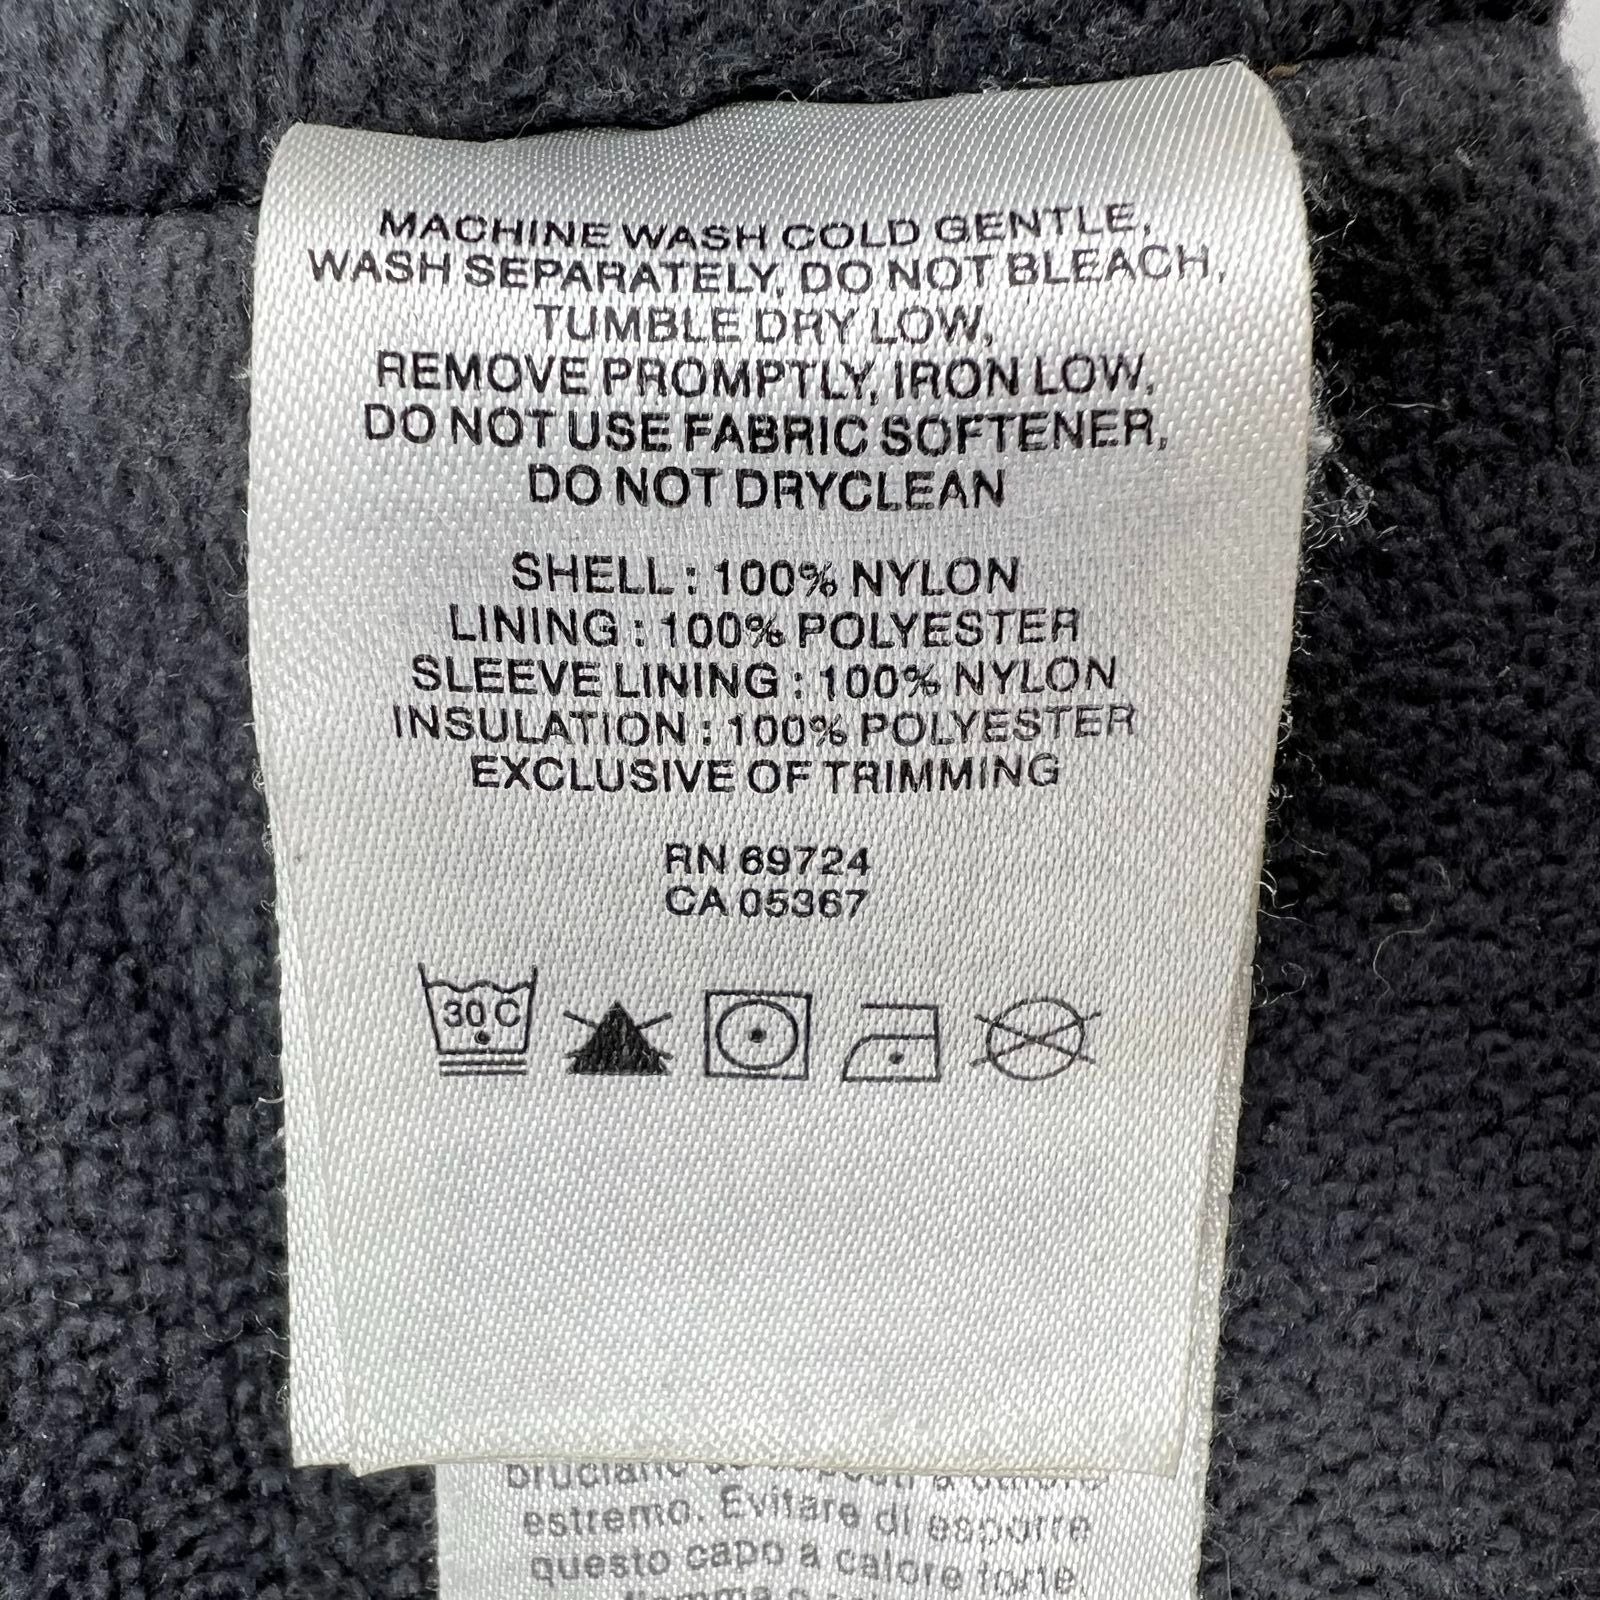 MACHINE WASH COLD GENTLE,
WASH SEPARATELY, DO NOT BLEACH,
TUMBLE DRY LOW,
REMOVE PROMPTLY, IRON LOW,
DO NOT USE FABRIC SOFTENER,
DO NOT DRYCLEAN
SHELL : 100% NYLON
LINING : 100% POLYESTER
SLEEVE LINING : 100% NYLON
INSULATION : 100% POLYESTER
EXCLUSIVE OF TRIMMING
RN 69724
CA 05367
30 C
estremo. Evitare di esporre
questo capo a calore forte,